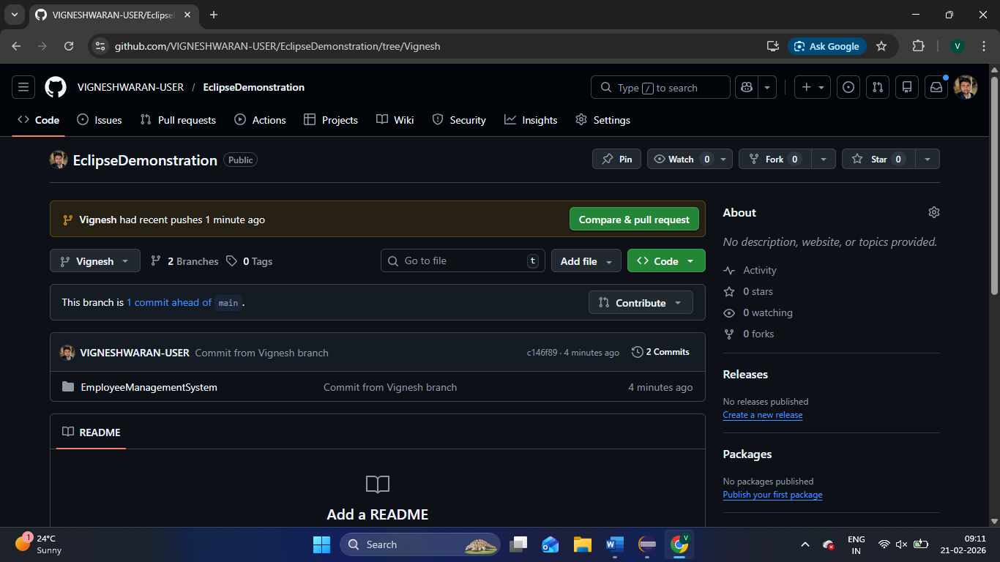 VIGNESHWARAN-USER/Eclipse
github.com/VIGNESHWARAN-USER/EclipseDemonstration/tree/Vignesh
Ask Google
V
VIGNESHWARAN-USER / EclipseDemonstration
Type / to search
Code Issues Pull requests Actions Projects Wiki Security Insights Settings
EclipseDemonstration Public
Pin Watch 0 Fork 0 Star 0
Vignesh had recent pushes 1 minute ago
Compare & pull request
Vignesh 2 Branches 0 Tags Go to file t Add file Code
This branch is 1 commit ahead of main .
Contribute
VIGNESHWARAN-USER Commit from Vignesh branch c146f89 · 4 minutes ago 2 Commits
EmployeeManagementSystem Commit from Vignesh branch 4 minutes ago
README
Add a README
About
No description, website, or topics provided.
Activity
0 stars
0 watching
0 forks
Releases
No releases published
Create a new release
Packages
No packages published
Publish your first package
1
24°C
Sunny
Search
V
ENG
IN
09:11
21-02-2026